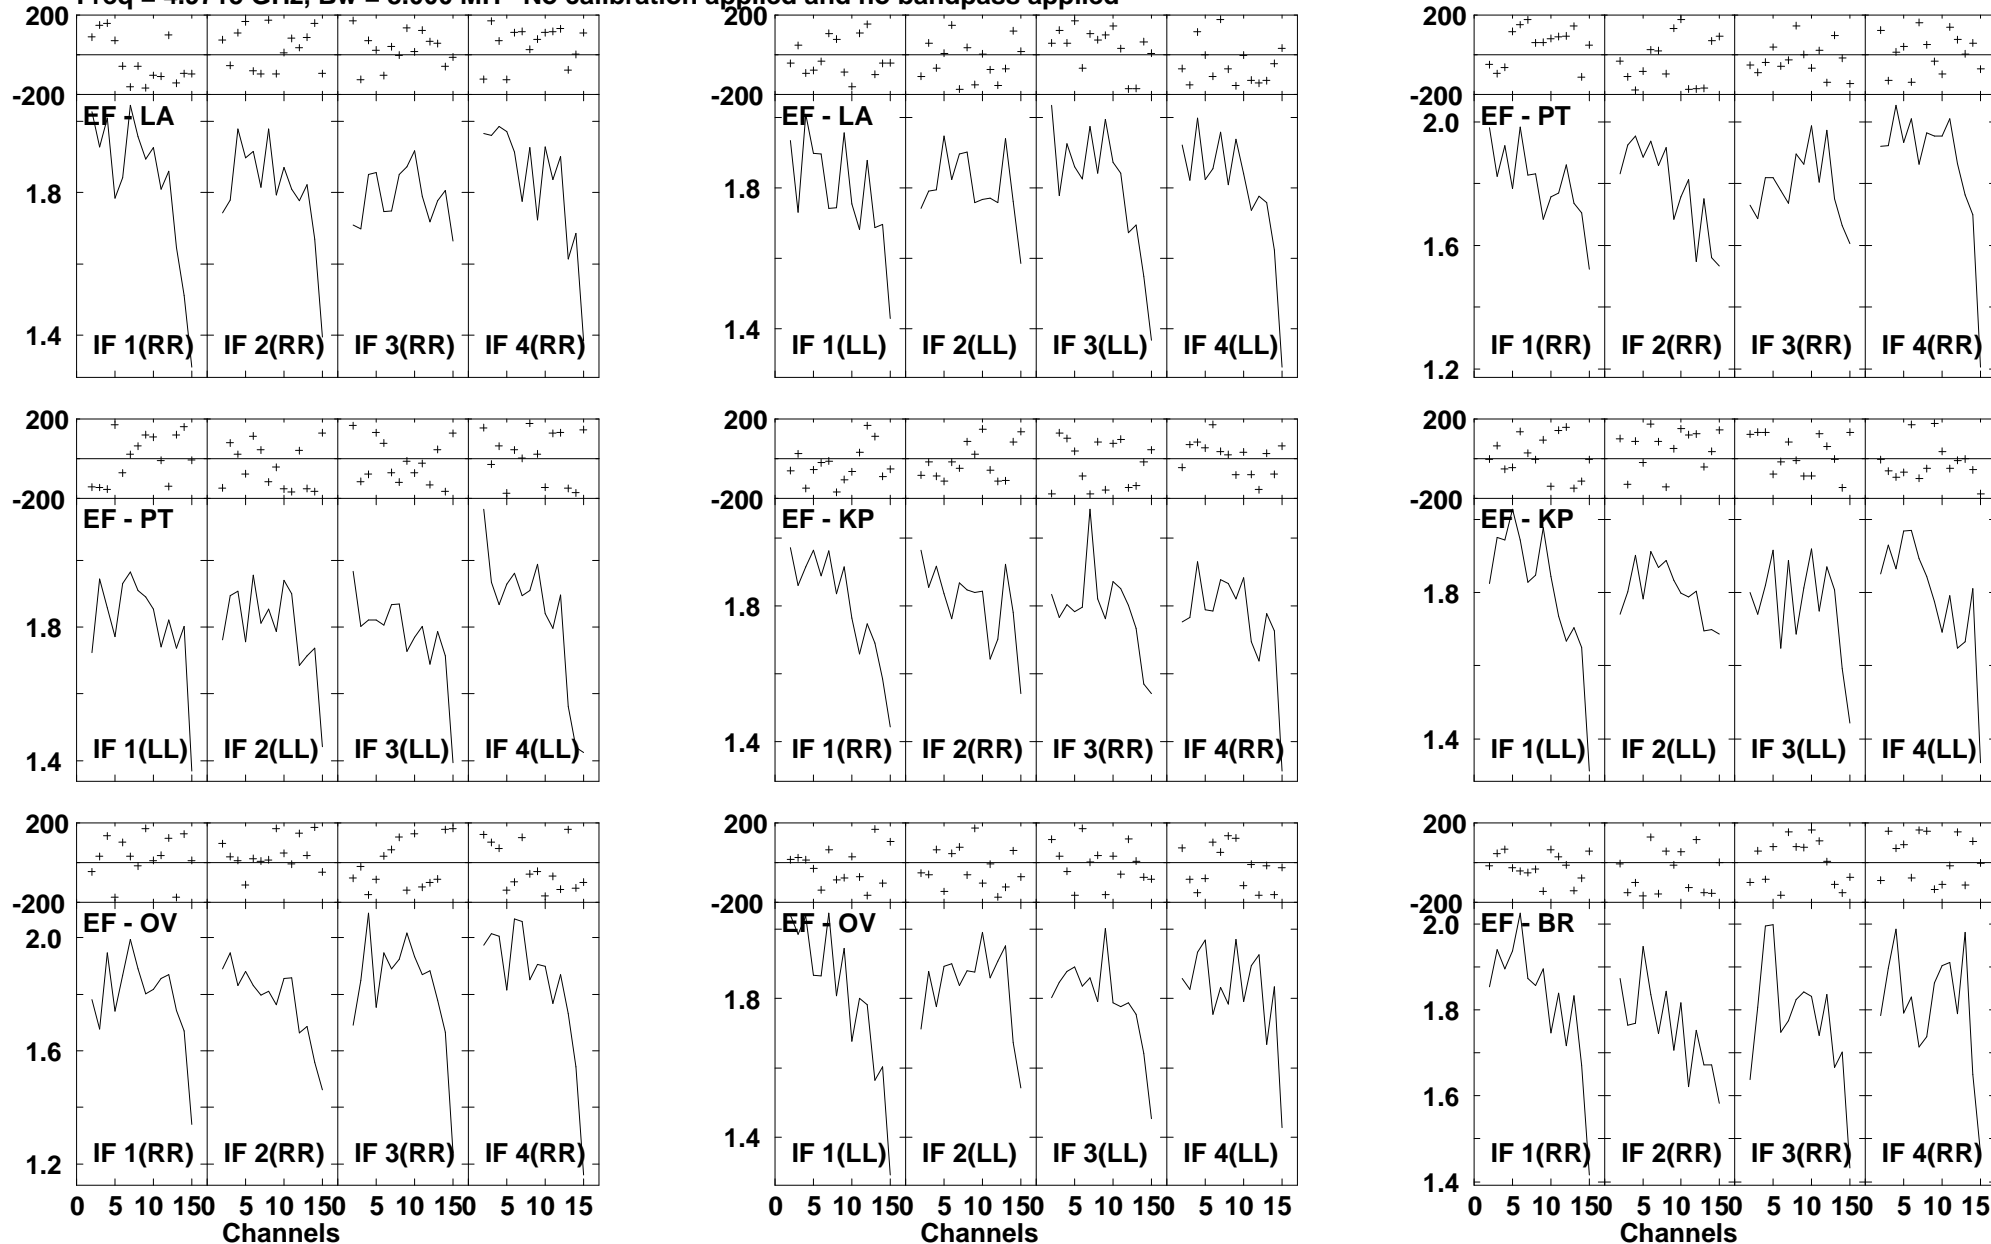 No calibration applied and no bandpass applied
200 200 200
-200 -200 -200
EF - LA EF - LA EF - PT
2.0
1.8 1.8
1.6
1.4 1.4
1.2
IF 1(RR) IF 2(RR) IF 3(RR) IF 4(RR) IF 1(LL) IF 2(LL) IF 3(LL) IF 4(LL) IF 1(RR) IF 2(RR) IF 3(RR) IF 4(RR)
200 200 200
-200 -200 -200
EF - PT EF - KP EF - KP
1.8 1.8 1.8
1.4 1.4 1.4
IF 1(LL) IF 2(LL) IF 3(LL) IF 4(LL) IF 1(RR) IF 2(RR) IF 3(RR) IF 4(RR) IF 1(LL) IF 2(LL) IF 3(LL) IF 4(LL)
200 200 200
-200 -200 -200
EF - OV EF - OV EF - BR
2.0 2.0
1.8 1.8
1.6 1.6
1.4 1.4
1.2
IF 1(RR) IF 2(RR) IF 3(RR) IF 4(RR) IF 1(LL) IF 2(LL) IF 3(LL) IF 4(LL) IF 1(RR) IF 2(RR) IF 3(RR) IF 4(RR)
0 5 10 150 5 10 150 5 10 150 5 10 15 0 5 10 150 5 10 150 5 10 150 5 10 15 0 5 10 150 5 10 150 5 10 150 5 10 15
Channels Channels Channels